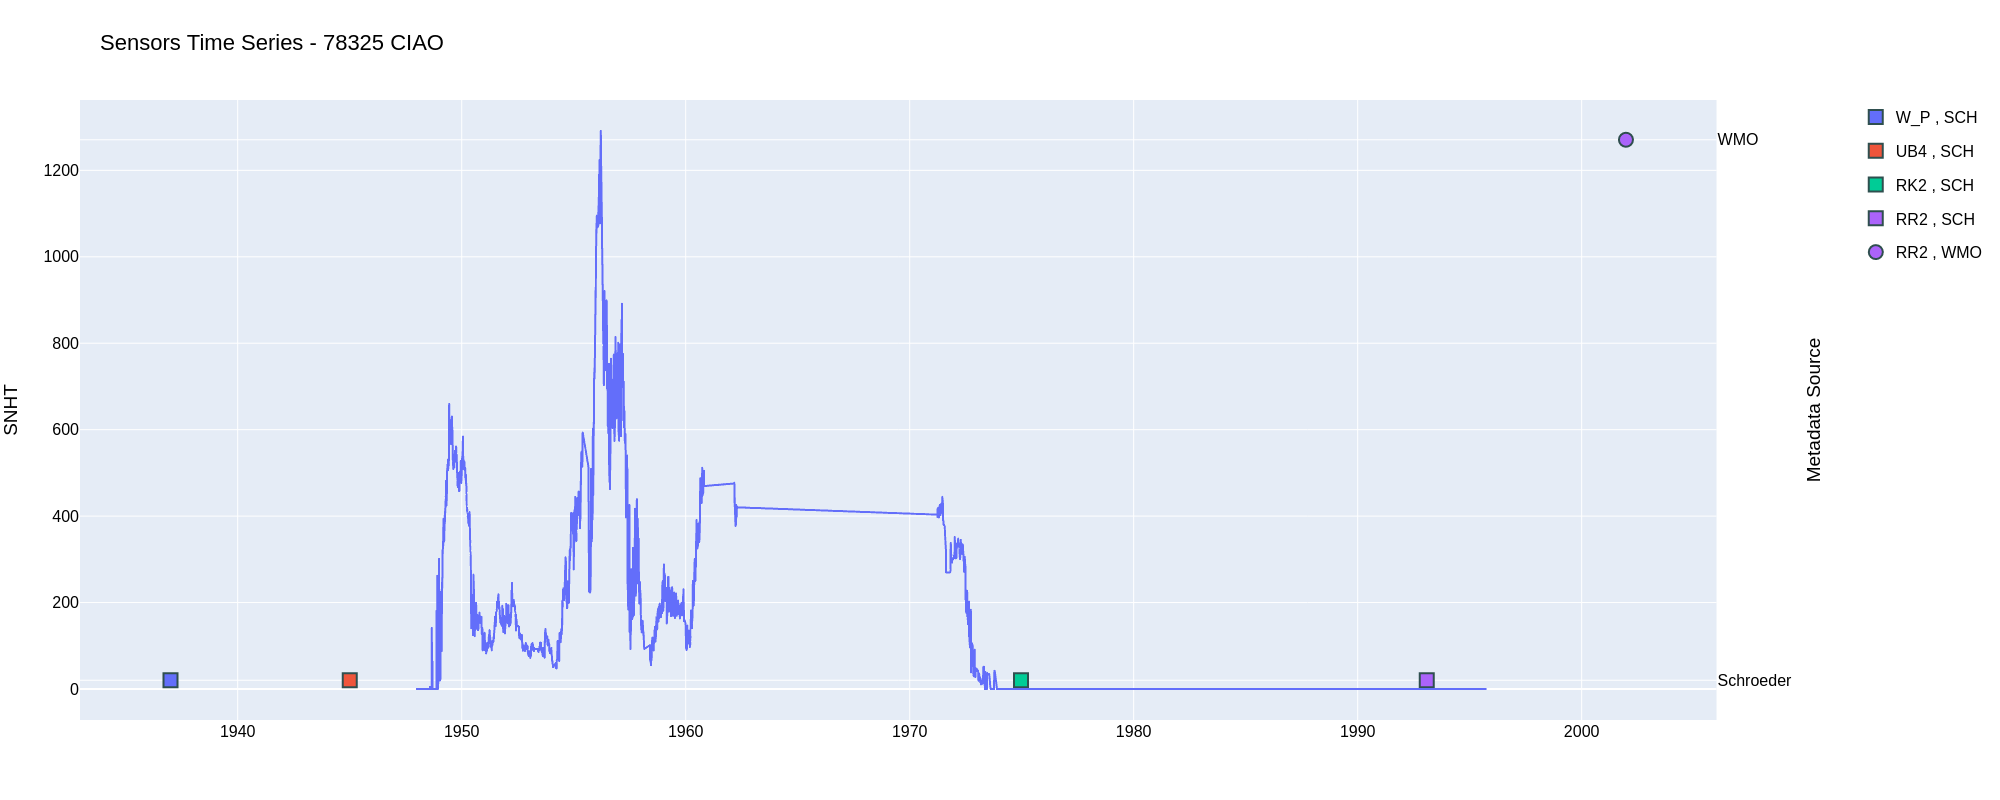 Sensors Time Series - 78325 CIAO
SNHT
1200
1000
800
600
400
200
0
1940
1950
1960
1970
1980
1990
2000
WMO
Schroeder
Metadata Source
W_P , SCH
UB4 , SCH
RK2 , SCH
RR2 , SCH
RR2 , WMO